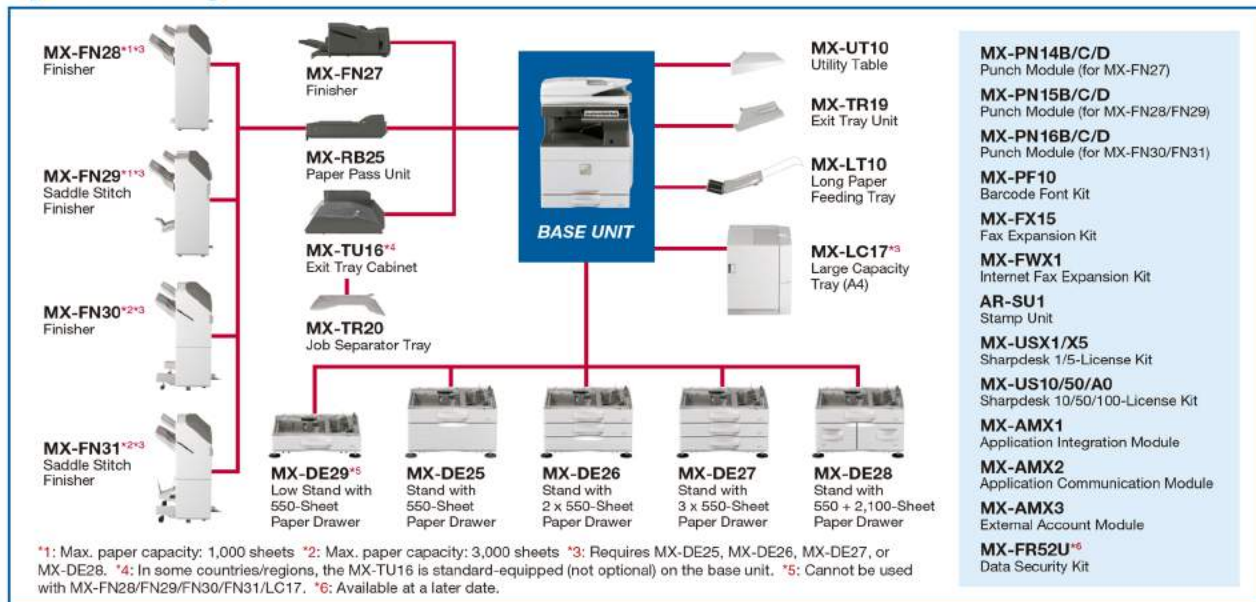 MX-FN28*1*3
Finisher
MX-FN27
Finisher
MX-RB25
Paper Pass Unit
MX-FN29*1*3
Saddle Stitch
Finisher
MX-TU16*4
Exit Tray Cabinet
MX-FN30*2*3
Finisher
MX-TR20
Job Separator Tray
MX-FN31*2*3
Saddle Stitch
Finisher
BASE UNIT
MX-UT10
Utility Table
MX-TR19
Exit Tray Unit
MX-LT10
Long Paper
Feeding Tray
MX-LC17*3
Large Capacity
Tray (A4)
MX-DE29*5
Low Stand with
550-Sheet
Paper Drawer
MX-DE25
Stand with
550-Sheet
Paper Drawer
MX-DE26
Stand with
2 x 550-Sheet
Paper Drawer
MX-DE27
Stand with
3 x 550-Sheet
Paper Drawer
MX-DE28
Stand with
550 + 2,100-Sheet
Paper Drawer
*1: Max. paper capacity: 1,000 sheets *2: Max. paper capacity: 3,000 sheets *3: Requires MX-DE25, MX-DE26, MX-DE27, or
MX-DE28. *4: In some countries/regions, the MX-TU16 is standard-equipped (not optional) on the base unit. *5: Cannot be used
with MX-FN28/FN29/FN30/FN31/LC17. *6: Available at a later date.
MX-PN14B/C/D
Punch Module (for MX-FN27)
MX-PN15B/C/D
Punch Module (for MX-FN28/FN29)
MX-PN16B/C/D
Punch Module (for MX-FN30/FN31)
MX-PF10
Barcode Font Kit
MX-FX15
Fax Expansion Kit
MX-FWX1
Internet Fax Expansion Kit
AR-SU1
Stamp Unit
MX-USX1/X5
Sharpdesk 1/5-License Kit
MX-US10/50/A0
Sharpdesk 10/50/100-License Kit
MX-AMX1
Application Integration Module
MX-AMX2
Application Communication Module
MX-AMX3
External Account Module
MX-FR52U*6
Data Security Kit